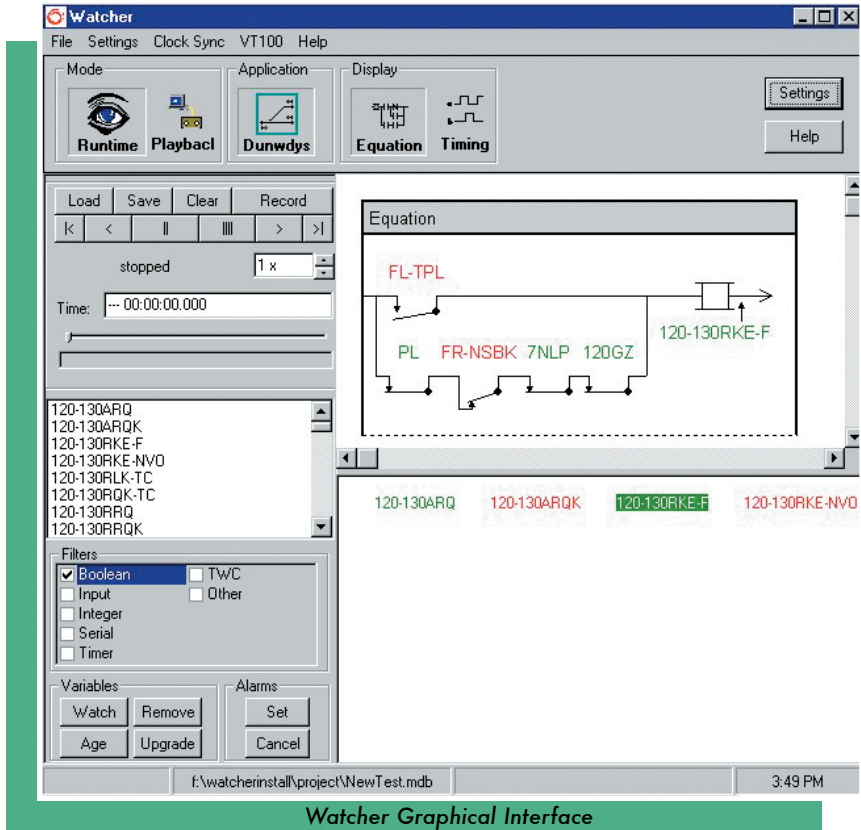 Watcher
File Settings Clock Sync VT100 Help
Mode
Application
Display
Runtime
Playbacl
Dunwdys
Equation
Timing
Settings
Help
Load Save Clear Record
|< < || |||| > >|
stopped
1 x
Time: --- 00:00:00.000
120-130ARQ
120-130ARQK
120-130RKE-F
120-130RKE-NVO
120-130RLK-TC
120-130RQK-TC
120-130RRQ
120-130RRQK
Filters
Boolean TWC
Input Other
Integer
Serial
Timer
Variables
Watch Remove
Age Upgrade
Alarms
Set
Cancel
Equation
FL-TPL
120-130RKE-F
PL FR-NSBK 7NLP 120GZ
120-130ARQ 120-130ARQK 120-130RKE-F 120-130RKE-NVO
f:\watcherinstall\project\NewTest.mdb
3:49 PM
Watcher Graphical Interface